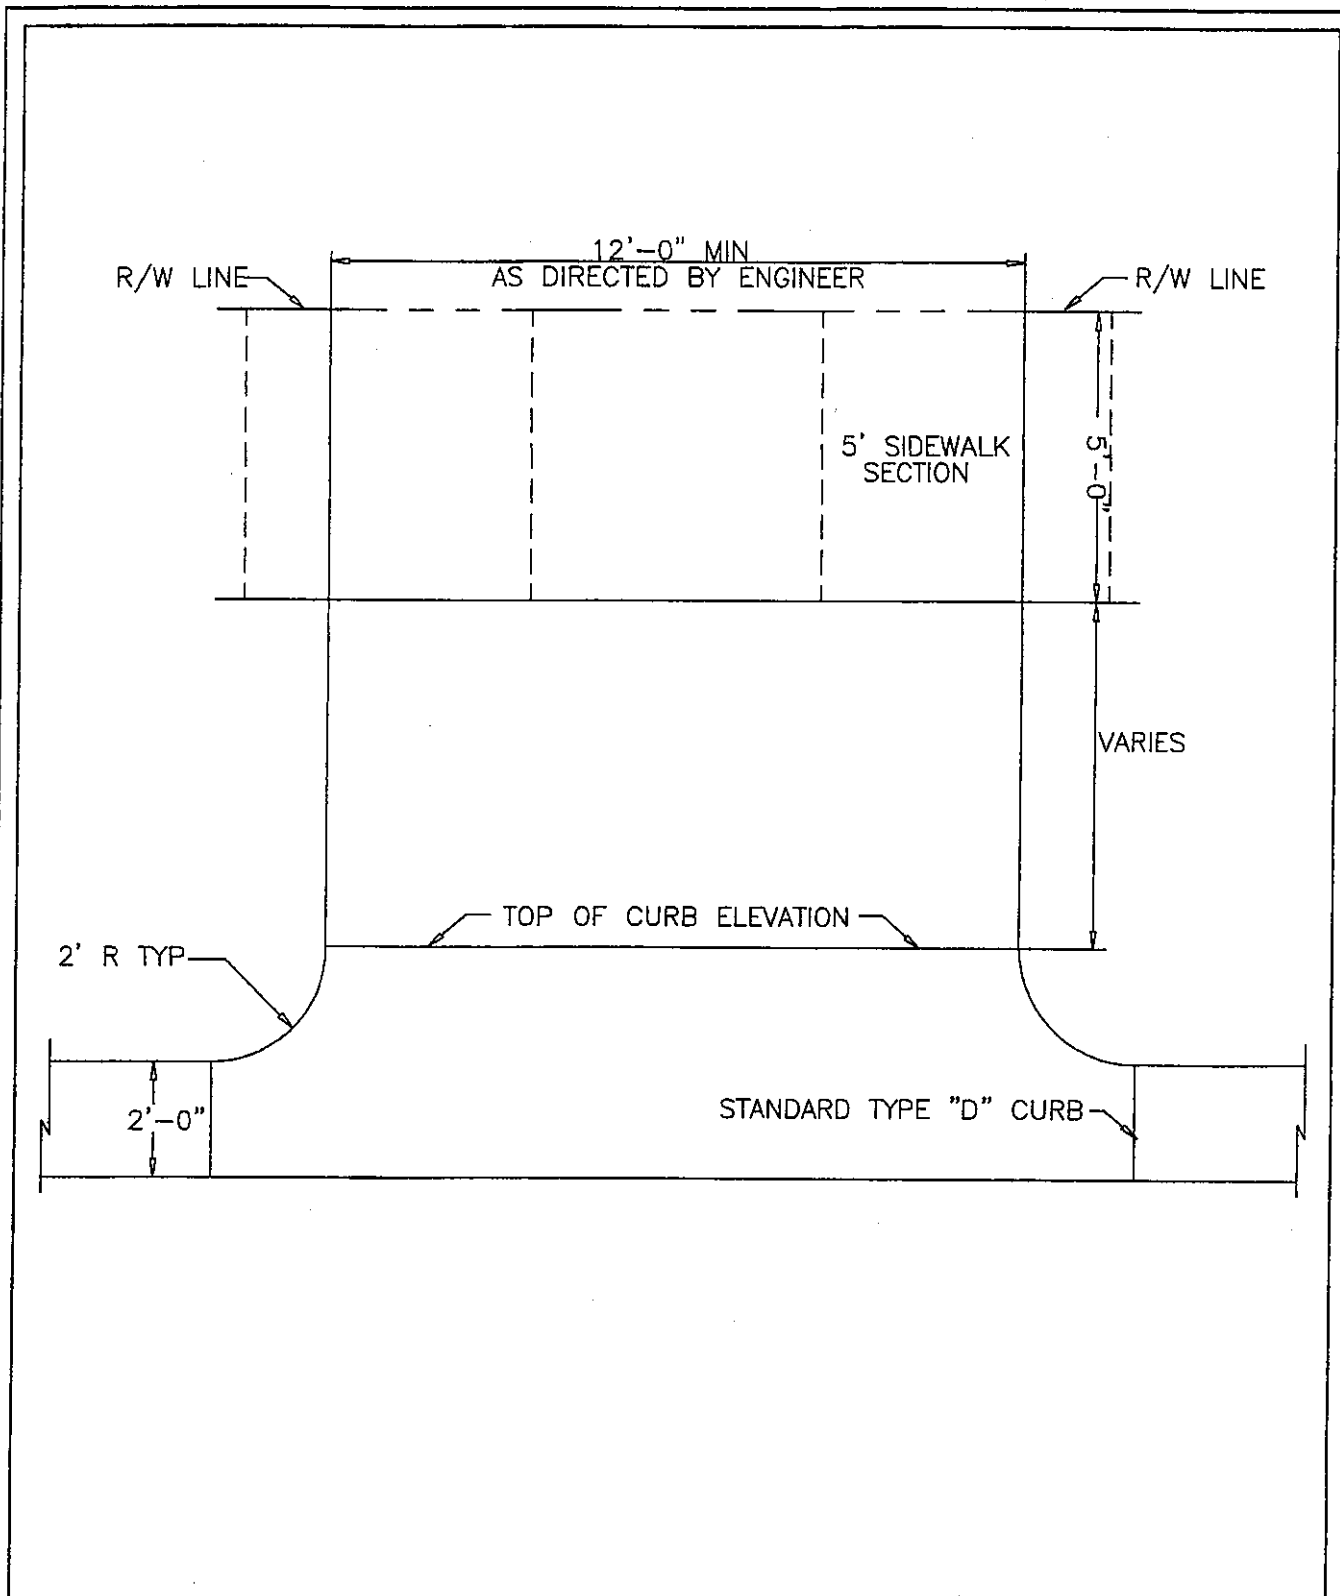 12'-0" MIN
AS DIRECTED BY ENGINEER
R/W LINE
R/W LINE
5' SIDEWALK
SECTION
5'-0"
VARIES
TOP OF CURB ELEVATION
2' R TYP
2'-0"
STANDARD TYPE "D" CURB